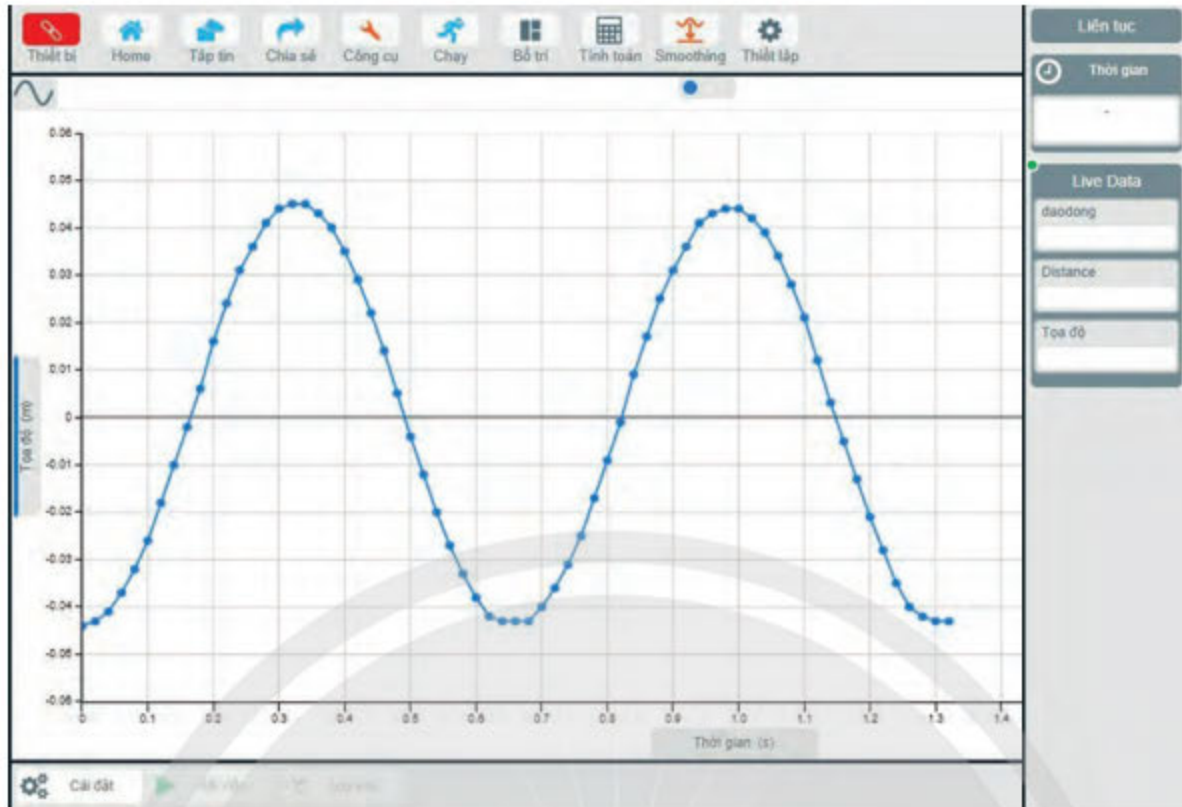 Thiết bị Home Tập tin Chia sẻ Công cụ Chạy Bố trí Tính toán Smoothing Thiết lập
Liên tục
Thời gian
-
Live Data
daodong
Distance
Tọa độ
0.06
0.05
0.04
0.03
0.02
0.01
0
-0.01
-0.02
-0.03
-0.04
-0.05
-0.06
Tọa độ (m)
0 0.1 0.2 0.3 0.4 0.5 0.6 0.7 0.8 0.9 1.0 1.1 1.2 1.3 1.4
Thời gian (s)
Cài đặt